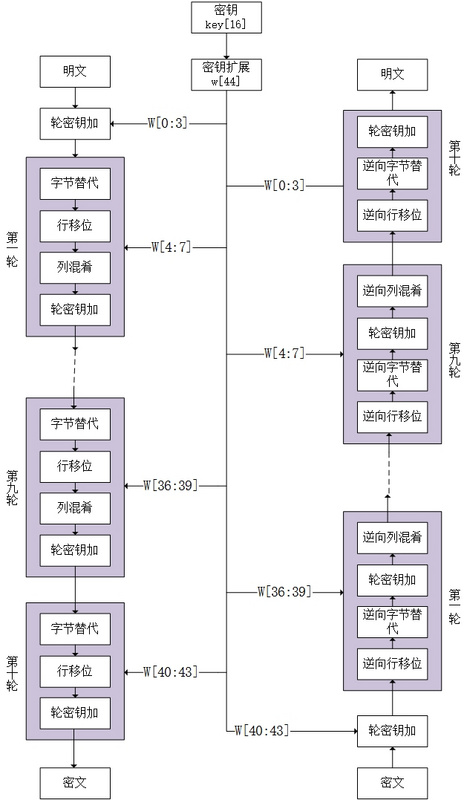 密钥
key[16]
密钥扩展
w[44]
明文
轮密钥加
W[0:3]
第一轮
字节替代
行移位
列混肴
轮密钥加
W[4:7]
第九轮
字节替代
行移位
列混肴
轮密钥加
W[36:39]
第十轮
字节替代
行移位
轮密钥加
W[40:43]
密文
明文
第十轮
轮密钥加
逆向字节替
代
逆向行移位
W[0:3]
第九轮
逆向列混肴
轮密钥加
逆向字节替
代
逆向行移位
W[4:7]
第一轮
逆向列混肴
轮密钥加
逆向字节替
代
逆向行移位
W[36:39]
W[40:43]
轮密钥加
密文